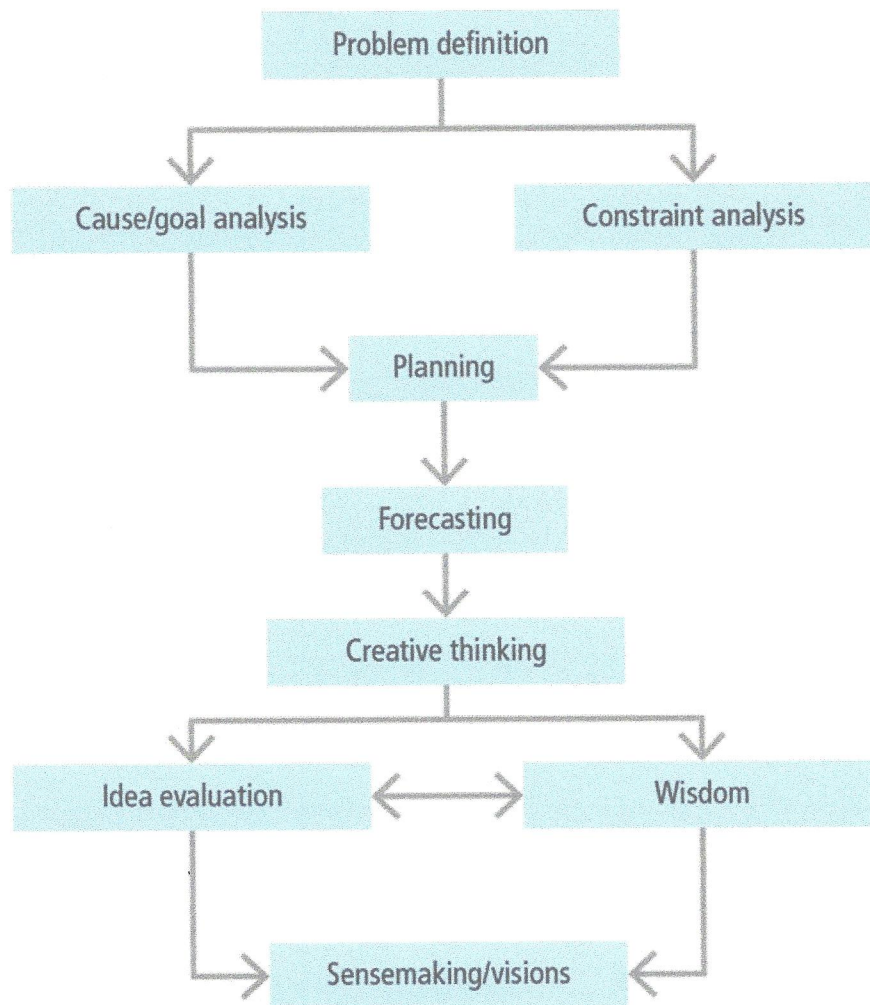 Problem definition
Cause/goal analysis
Constraint analysis
Planning
Forecasting
Creative thinking
Idea evaluation
Wisdom
Sensemaking/visions